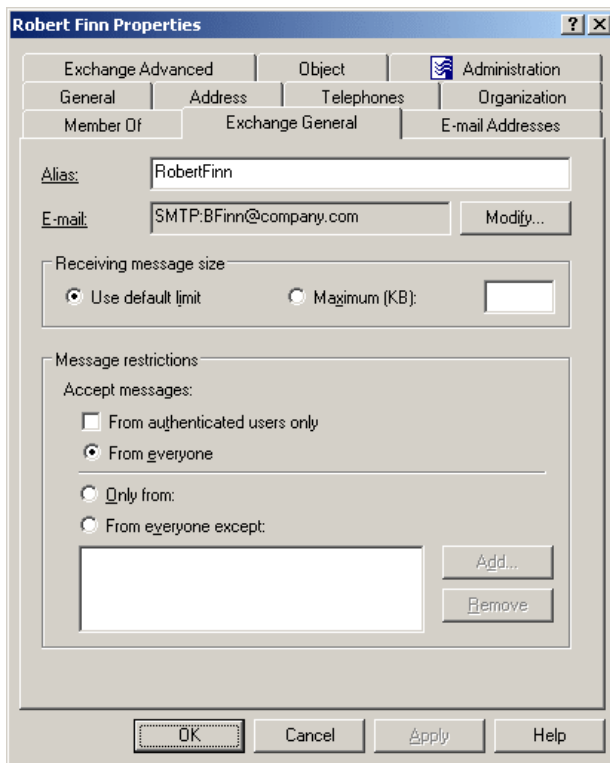 Robert Finn Properties
Exchange Advanced Object Administration
General Address Telephones Organization
Member Of Exchange General E-mail Addresses
Alias: RobertFinn
E-mail: SMTP:BFinn@company.com Modify...
Receiving message size
Use default limit Maximum (KB):
Message restrictions
Accept messages:
From authenticated users only
From everyone
Only from:
From everyone except:
Add...
Remove
OK Cancel Apply Help